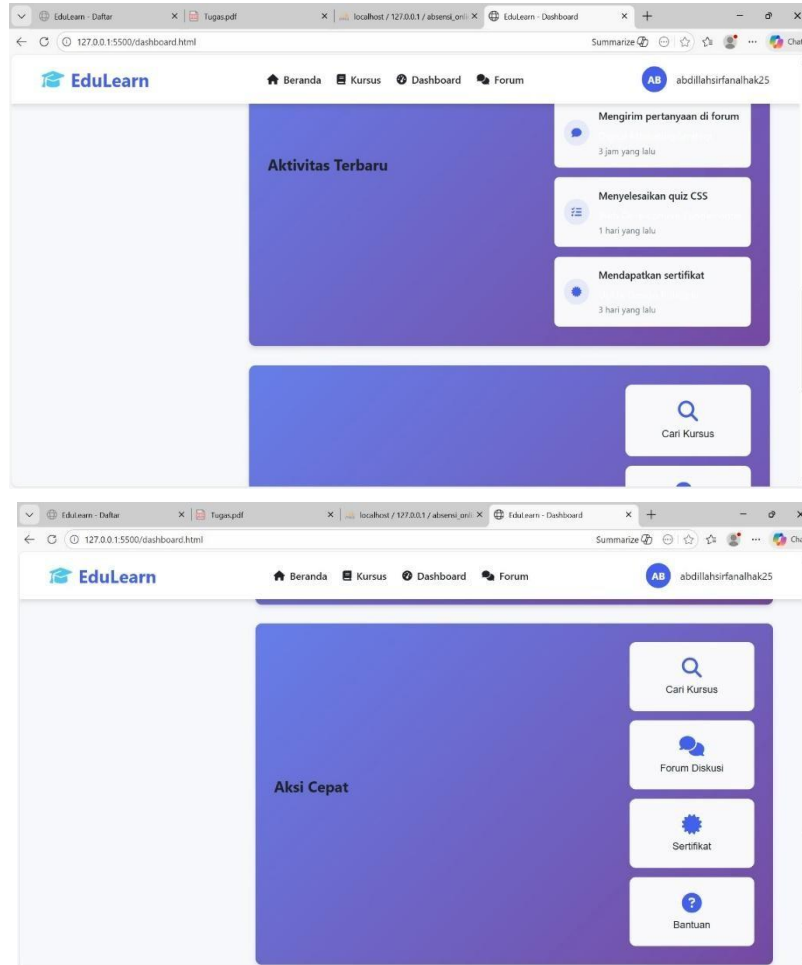 EduLearn - Daftar
Tugas.pdf
localhost / 127.0.0.1 / absensi_onli
EduLearn - Dashboard
127.0.0.1:5500/dashboard.html
Summarize
Chat
EduLearn
Beranda
Kursus
Dashboard
Forum
AB
abdillahsirfanalhak25
Aktivitas Terbaru
Mengirim pertanyaan di forum
3 jam yang lalu
Menyelesaikan quiz CSS
1 hari yang lalu
Mendapatkan sertifikat
3 hari yang lalu
Cari Kursus
EduLearn - Daftar
Tugas.pdf
localhost / 127.0.0.1 / absensi_onli
EduLearn - Dashboard
127.0.0.1:5500/dashboard.html
Summarize
EduLearn
Beranda
Kursus
Dashboard
Forum
AB
abdillahsirfanalhak25
Aksi Cepat
Cari Kursus
Forum Diskusi
Sertifikat
Bantuan